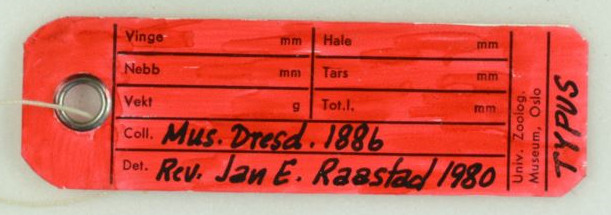 Vinge mm Hale mm
Nebb mm Tars mm
Vekt g Tot.l. mm
Coll. Mus. Dresd. 1886
Det. Rev. Jan E. Raastad 1980
Univ. Zoolog.
Museum, Oslo
TYPUS